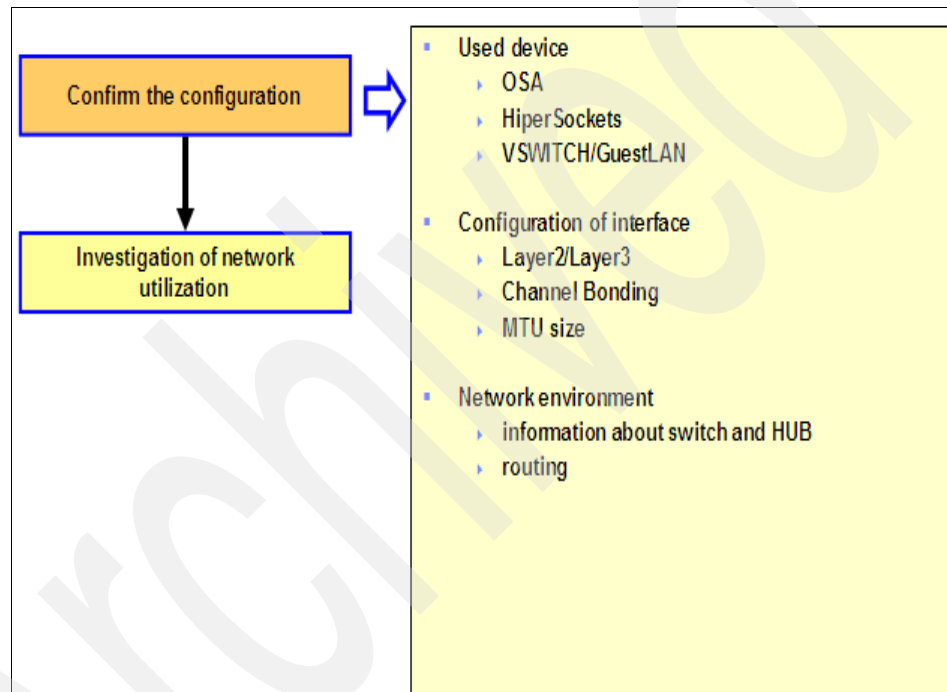 Confirm the configuration
Investigation of network
utilization
Used device
OSA
HiperSockets
VSWITCH/GuestLAN
Configuration of interface
Layer2/Layer3
Channel Bonding
MTU size
Network environment
information about switch and HUB
routing